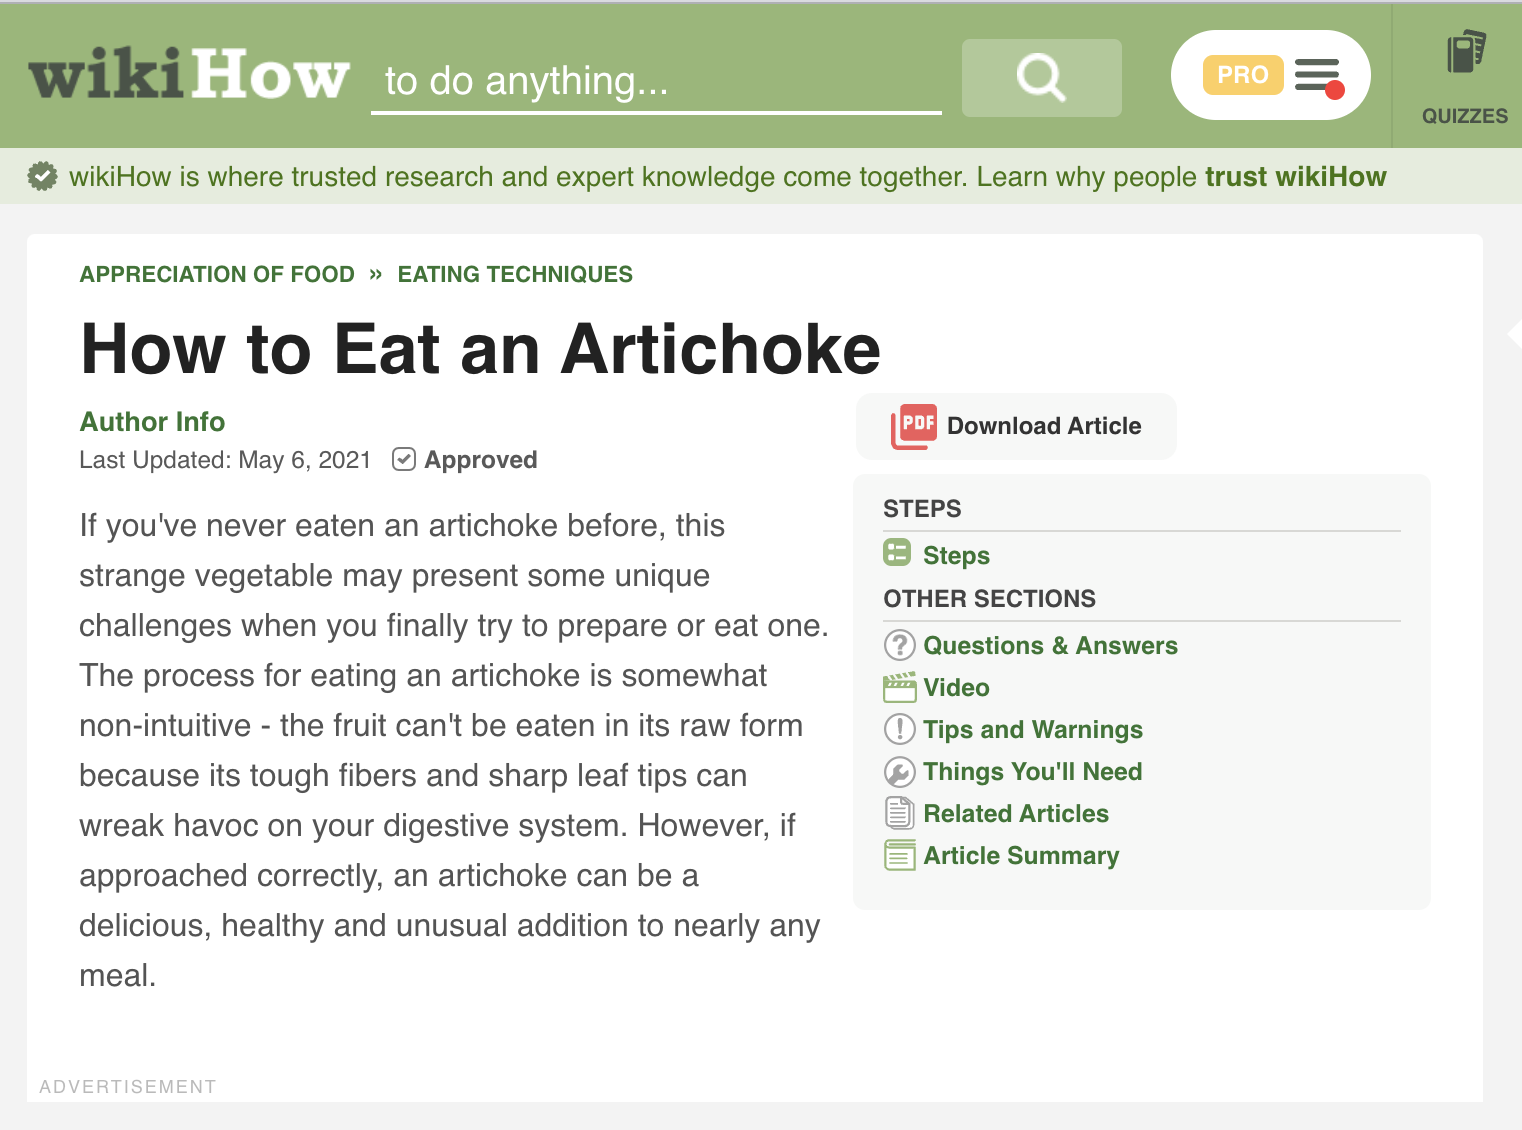 wikiHow to do anything...
PRO
QUIZZES
wikiHow is where trusted research and expert knowledge come together. Learn why people trust wikiHow
APPRECIATION OF FOOD » EATING TECHNIQUES
How to Eat an Artichoke
Author Info
Last Updated: May 6, 2021 Approved
PDF Download Article
If you've never eaten an artichoke before, this
strange vegetable may present some unique
challenges when you finally try to prepare or eat one.
The process for eating an artichoke is somewhat
non-intuitive - the fruit can't be eaten in its raw form
because its tough fibers and sharp leaf tips can
wreak havoc on your digestive system. However, if
approached correctly, an artichoke can be a
delicious, healthy and unusual addition to nearly any
meal.
STEPS
Steps
OTHER SECTIONS
Questions & Answers
Video
Tips and Warnings
Things You'll Need
Related Articles
Article Summary
ADVERTISEMENT